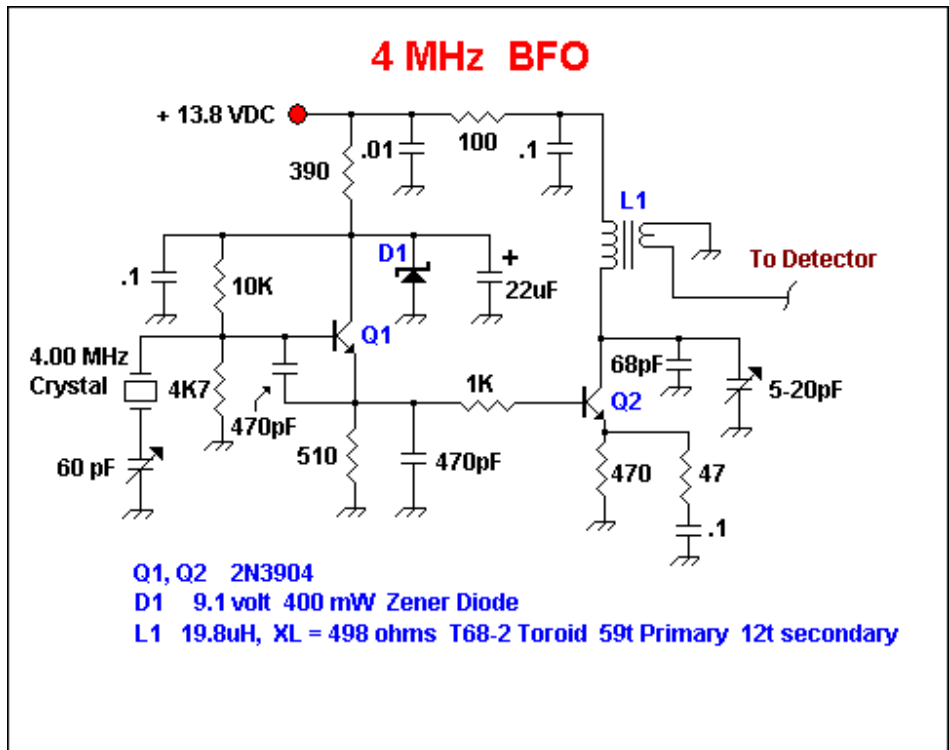 4 MHz BFO
+ 13.8 VDC
390
.01
100
.1
L1
To Detector
.1
10K
D1
+
22uF
Q1
4.00 MHz
Crystal
4K7
470pF
1K
68pF
5-20pF
Q2
60 pF
510
470pF
470
47
.1
Q1, Q2 2N3904
D1 9.1 volt 400 mW Zener Diode
L1 19.8uH, XL = 498 ohms T68-2 Toroid 59t Primary 12t secondary